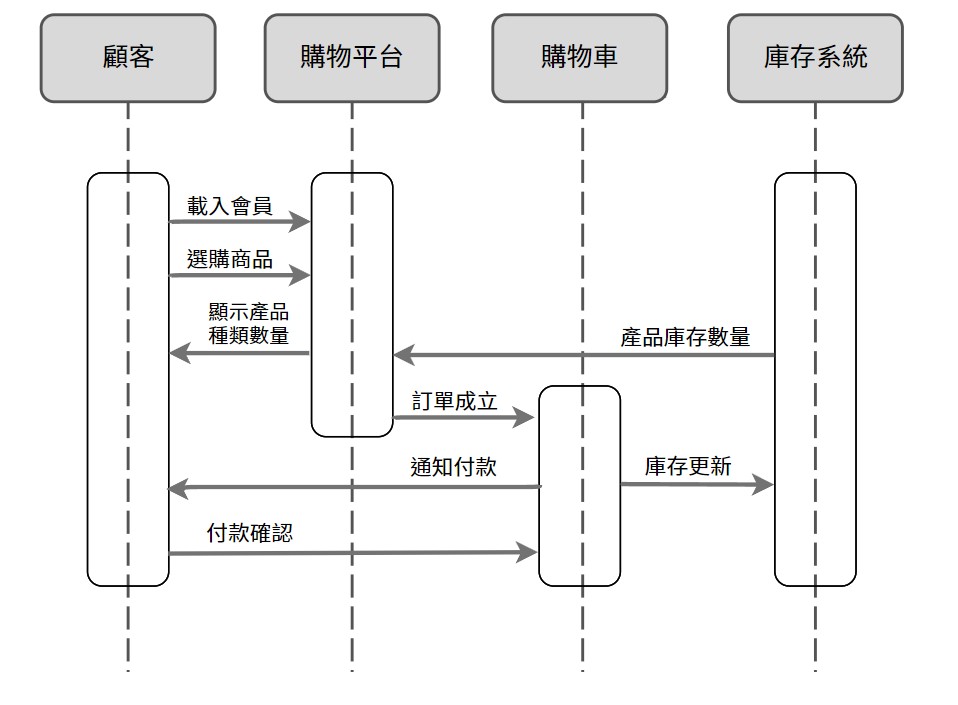 顧客
購物平台
購物車
庫存系統
載入會員
選購商品
顯示產品
種類數量
產品庫存數量
訂單成立
通知付款
庫存更新
付款確認